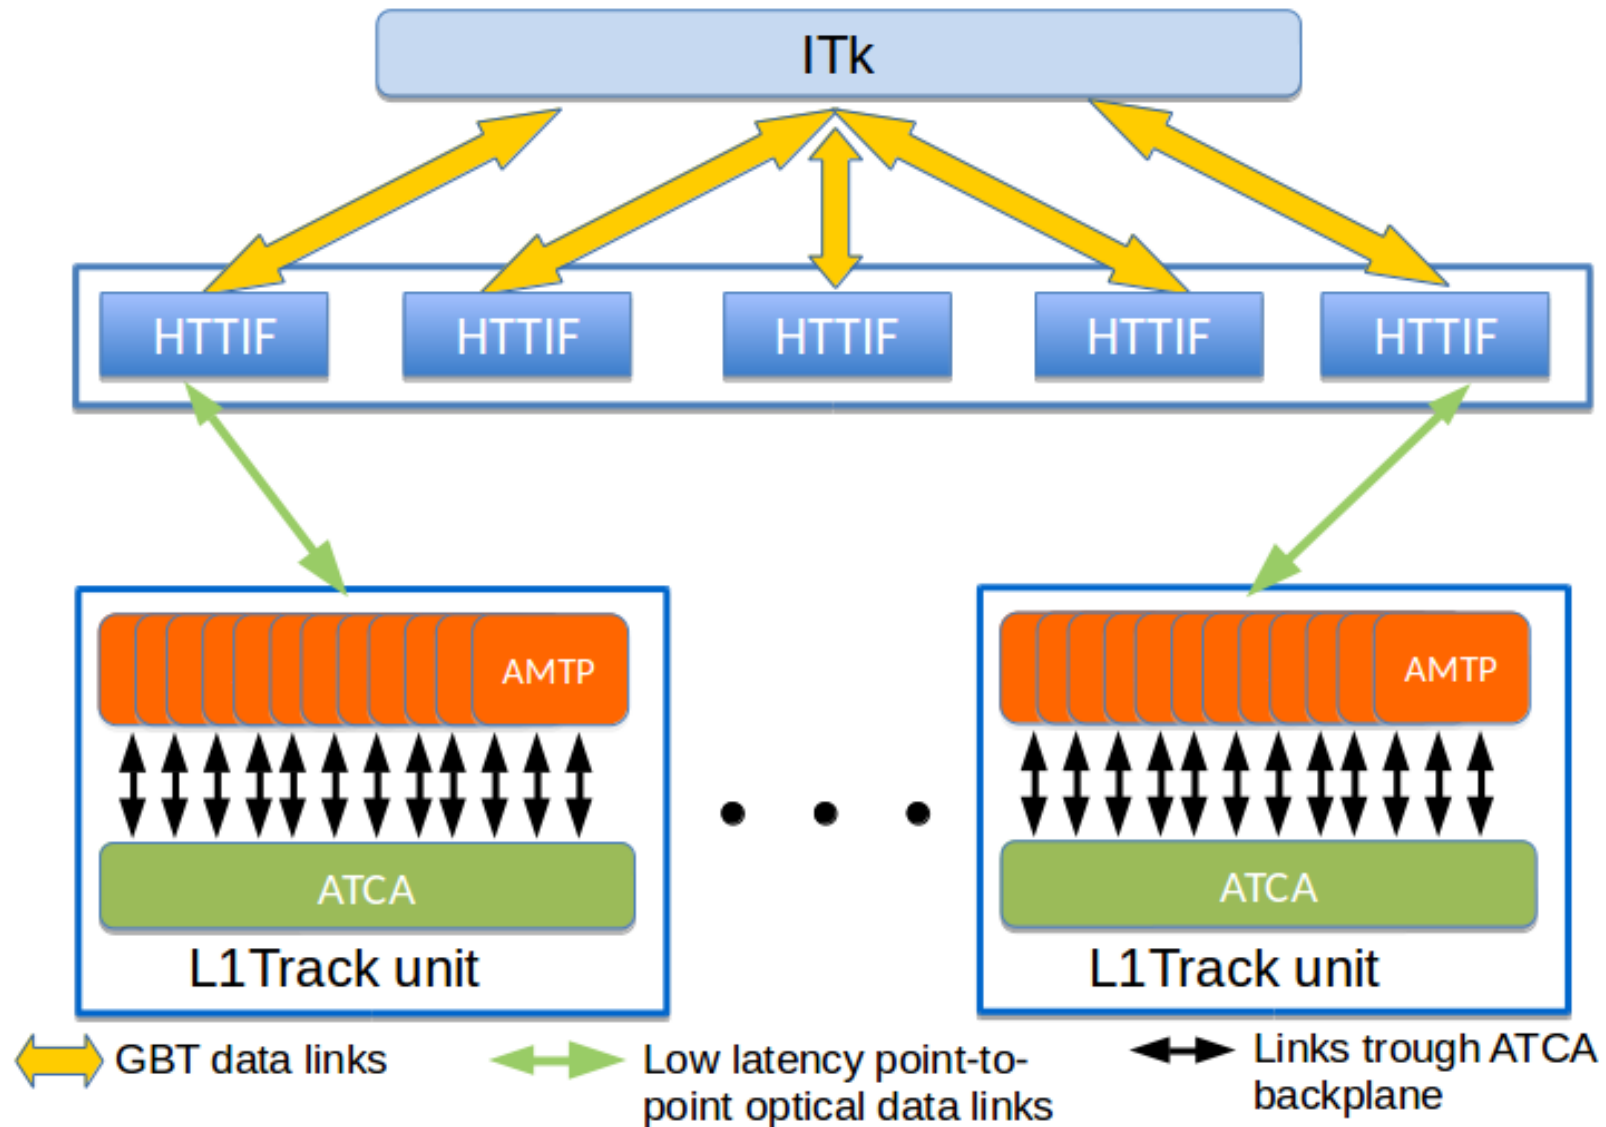 ITk
HTTIF HTTIF HTTIF HTTIF HTTIF
AMTP AMTP
ATCA ATCA
L1Track unit L1Track unit
GBT data links
Low latency point-to-
point optical data links
Links trough ATCA
backplane